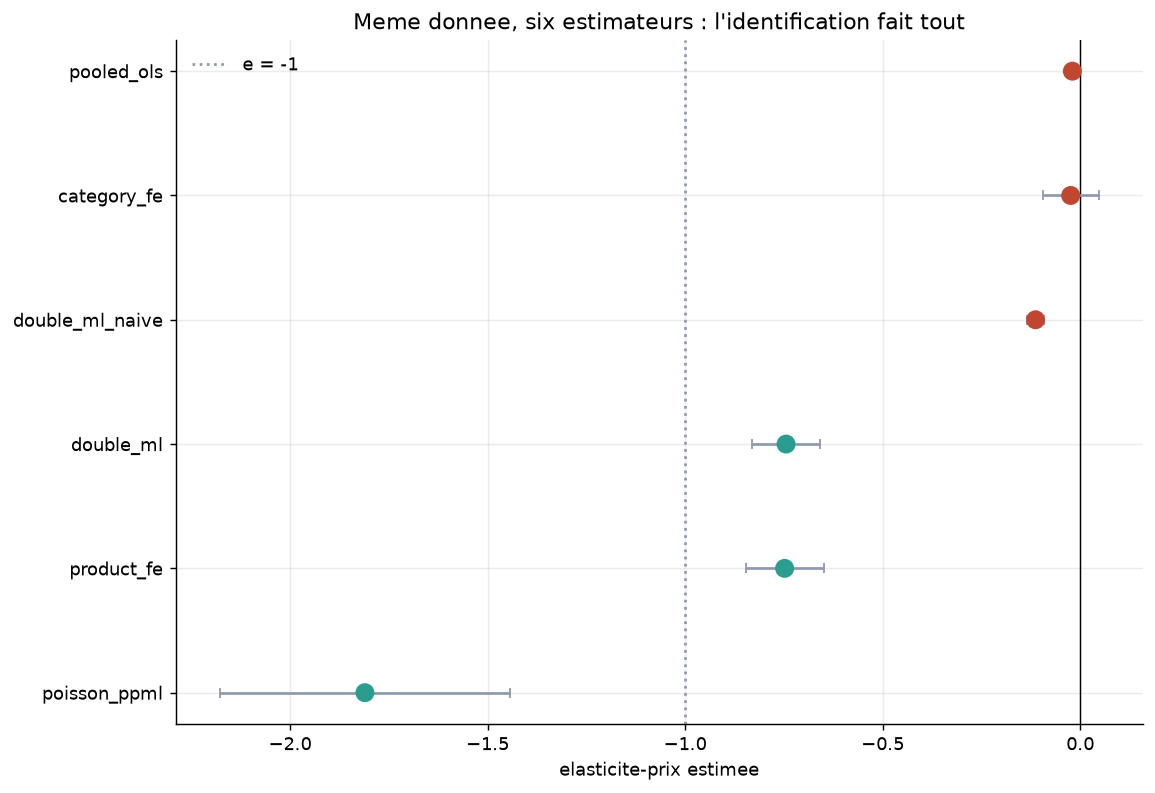 Meme donnee, six estimateurs : l'identification fait tout
e = -1
pooled_ols
category_fe
double_ml_naive
double_ml
product_fe
poisson_ppml
−2.0 −1.5 −1.0 −0.5 0.0
elasticite-prix estimee